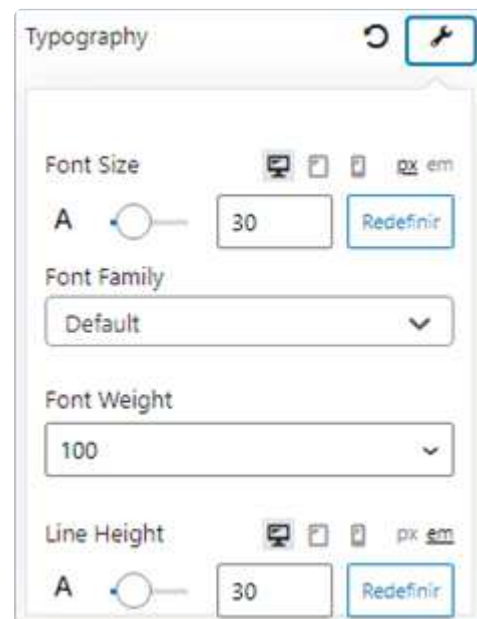 Typography
Font Size px em
A 30 Redefinir
Font Family
Default
Font Weight
100
Line Height px em
A 30 Redefinir